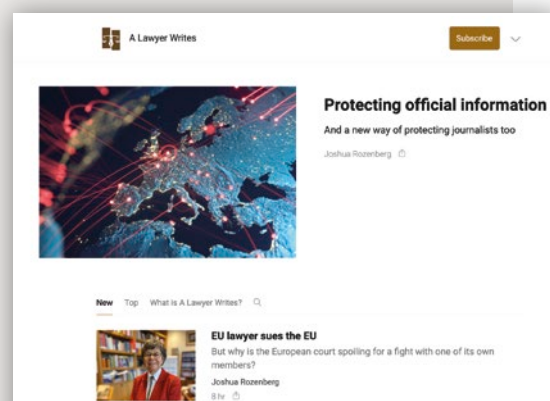 A Lawyer Writes
Subscribe
Protecting official information
And a new way of protecting journalists too
Joshua Rozenberg
New Top What is A Lawyer Writes?
EU lawyer sues the EU
But why is the European court spoiling for a fight with one of its own
members?
Joshua Rozenberg
8 hr